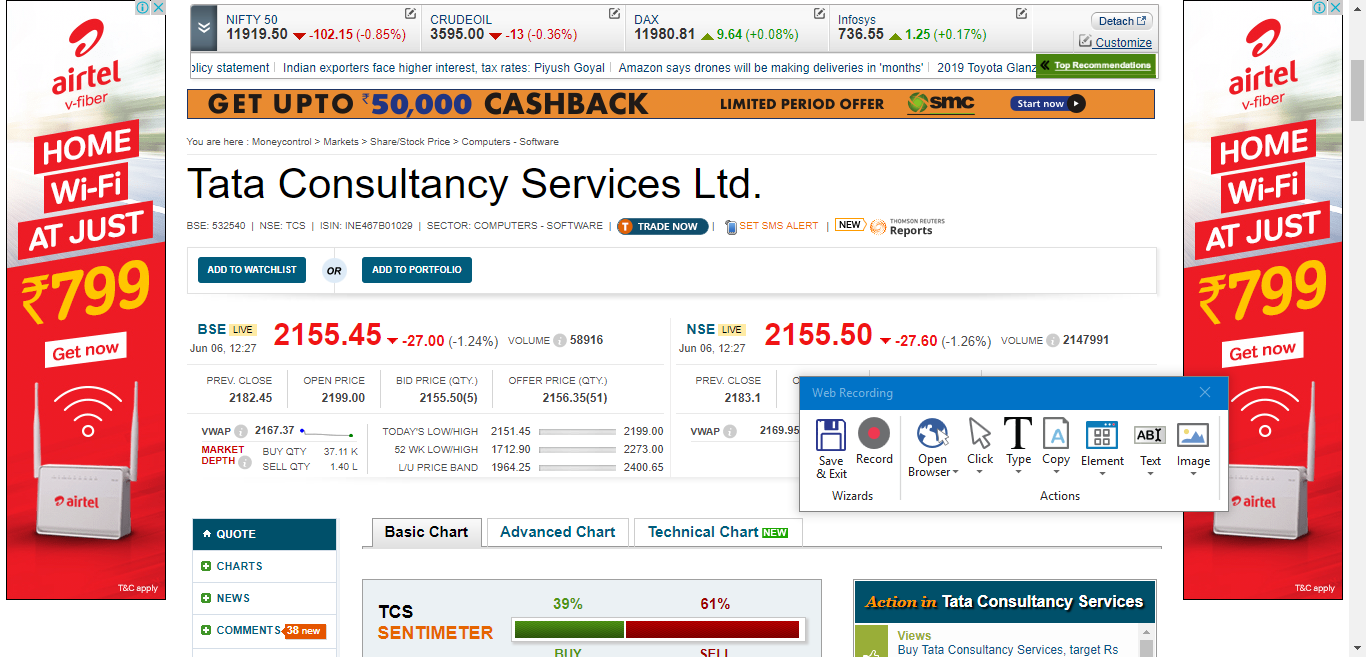 airtel
v-fiber
HOME
Wi-Fi
AT JUST
₹799
Get now
airtel
T&C apply
NIFTY 50
11919.50 -102.15 (-0.85%)
CRUDEOIL
3595.00 -13 (-0.36%)
DAX
11980.81 9.64 (+0.08%)
Infosys
736.55 1.25 (+0.17%)
Detach
Customize
olicy statement | Indian exporters face higher interest, tax rates: Piyush Goyal | Amazon says drones will be making deliveries in 'months' | 2019 Toyota Glanz
Top Recommendations
GET UPTO ₹50,000 CASHBACK LIMITED PERIOD OFFER smc Start now
You are here : Moneycontrol > Markets > Share/Stock Price > Computers - Software
Tata Consultancy Services Ltd.
BSE: 532540 | NSE: TCS | ISIN: INE467B01029 | SECTOR: COMPUTERS - SOFTWARE | T TRADE NOW | SET SMS ALERT | NEW THOMSON REUTERS
Reports
ADD TO WATCHLIST OR ADD TO PORTFOLIO
BSE LIVE
Jun 06, 12:27
2155.45 -27.00 (-1.24%) VOLUME 58916
PREV. CLOSE OPEN PRICE BID PRICE (QTY.) OFFER PRICE (QTY.)
2182.45 2199.00 2155.50(5) 2156.35(51)
VWAP 2167.37
MARKET
DEPTH
BUY QTY 37.11 K
SELL QTY 1.40 L
TODAY'S LOW/HIGH 2151.45 2199.00
52 WK LOW/HIGH 1712.90 2273.00
L/U PRICE BAND 1964.25 2400.65
NSE LIVE
Jun 06, 12:27
2155.50 -27.60 (-1.26%) VOLUME 2147991
PREV. CLOSE
2183.1
VWAP 2169.95
Web Recording
Save
& Exit
Record
Wizards
Open
Browser
Click
Type
Copy
Element
ABI
Text
Image
Actions
QUOTE
CHARTS
NEWS
COMMENTS 38 new
Basic Chart Advanced Chart Technical Chart NEW
TCS
SENTIMETER
39% 61%
BUY SELL
Action in Tata Consultancy Services
Views
Buy Tata Consultancy Services, target Rs
airtel
v-fiber
HOME
Wi-Fi
AT JUST
₹799
Get now
airtel
T&C apply